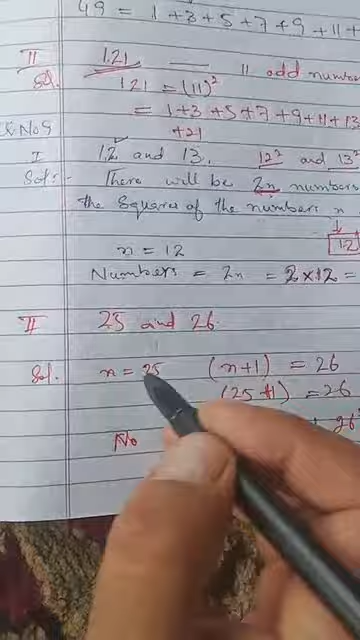 49 = 1+3+5+7+9+11+
II 121 — 11 odd number
Sol. 121 = (11)²
= 1+3+5+7+9+11+13
+21
& No 9
I 12 and 13. 12² and 13²
Sol:- There will be 2n numbers
the squares of the numbers n
12
n = 12
Numbers = 2n = 2×12 =
II 25 and 26.
Sol. n = 25 (n+1) = 26
(25+1) = 26
No 26